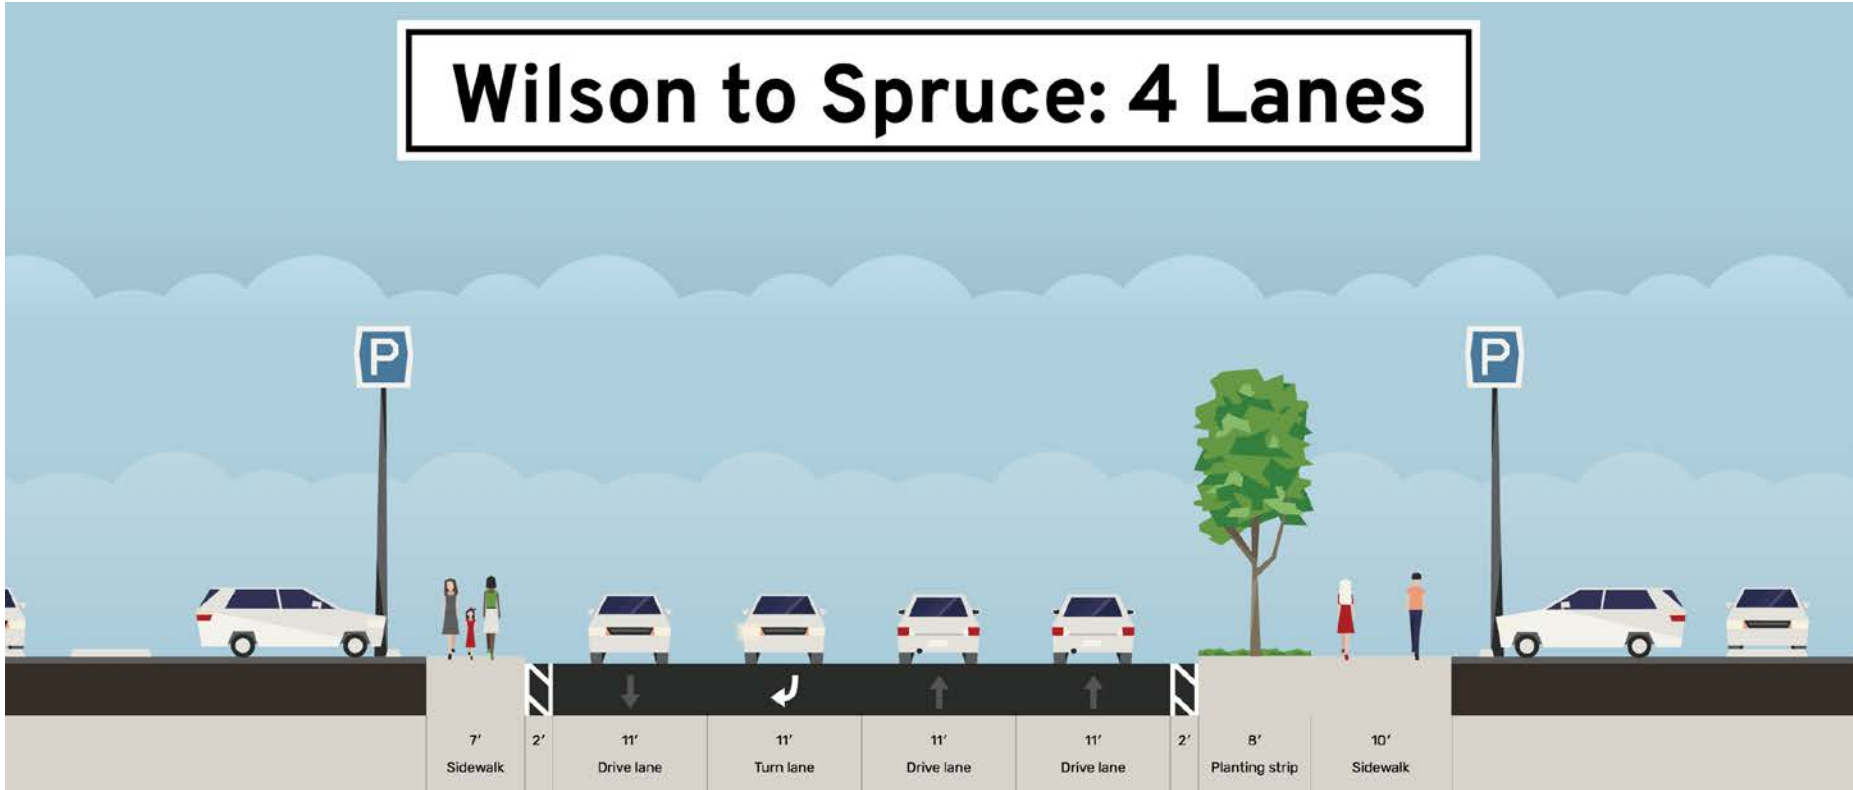 Wilson to Spruce: 4 Lanes
P
P
7'
2'
11'
11'
11'
11'
2'
8'
10'
Sidewalk
Drive lane
Turn lane
Drive lane
Drive lane
Planting strip
Sidewalk